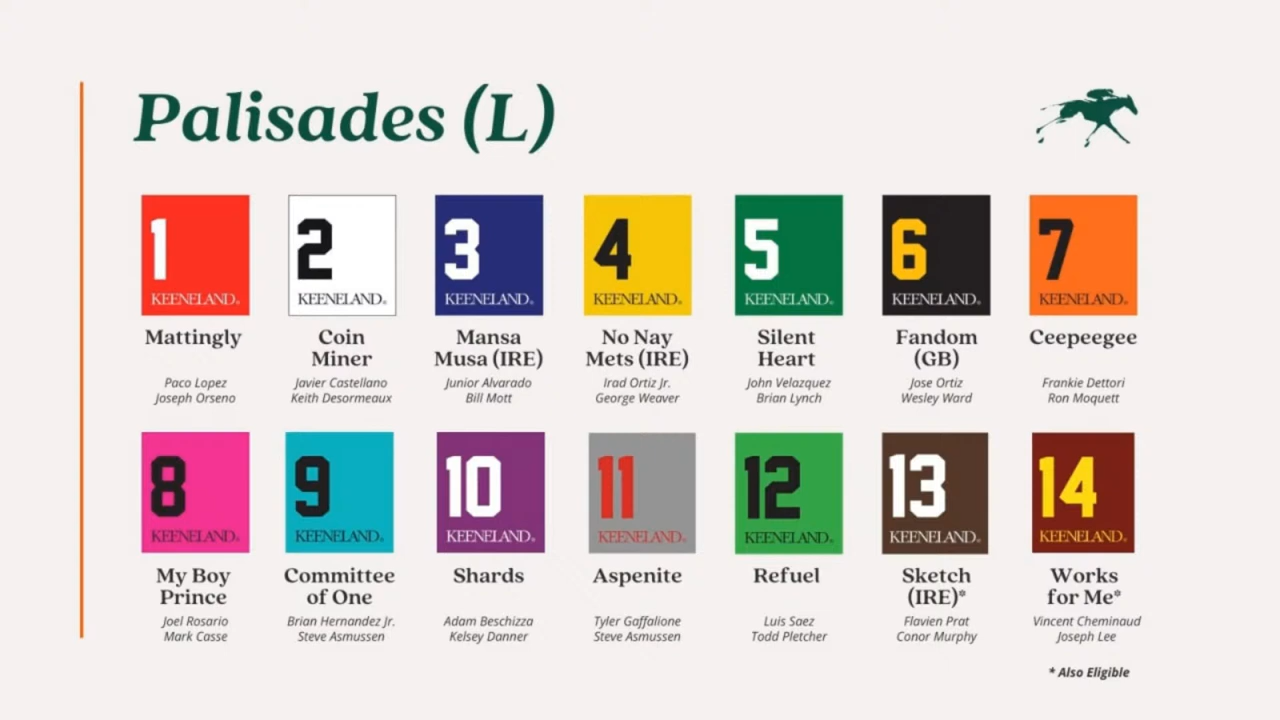 Palisades (L)
1 2 3 4 5 6 7
KEENELAND® KEENELAND® KEENELAND® KEENELAND® KEENELAND® KEENELAND® KEENELAND®
Mattingly
Paco Lopez
Joseph Orseno
Coin
Miner
Javier Castellano
Keith Desormeaux
Mansa
Musa (IRE)
Junior Alvarado
Bill Mott
No Nay
Mets (IRE)
Irad Ortiz Jr.
George Weaver
Silent
Heart
John Velazquez
Brian Lynch
Fandom
(GB)
Jose Ortiz
Wesley Ward
Ceepeegee
Frankie Dettori
Ron Moquett
8 9 10 11 12 13 14
KEENELAND® KEENELAND® KEENELAND® KEENELAND® KEENELAND® KEENELAND® KEENELAND®
My Boy
Prince
Joel Rosario
Mark Casse
Committee
of One
Brian Hernandez Jr.
Steve Asmussen
Shards
Adam Beschizza
Kelsey Danner
Aspenite
Tyler Gaffalione
Steve Asmussen
Refuel
Luis Saez
Todd Pletcher
Sketch
(IRE)*
Flavien Prat
Conor Murphy
Works
for Me*
Vincent Cheminaud
Joseph Lee
* Also Eligible